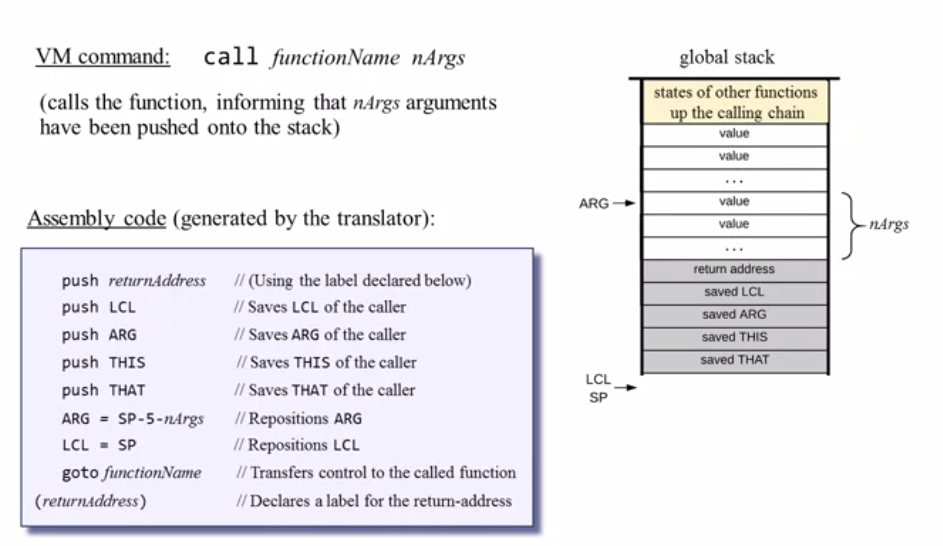 VM command: call functionName nArgs
(calls the function, informing that nArgs arguments
have been pushed onto the stack)
Assembly code (generated by the translator):
push returnAddress // (Using the label declared below)
push LCL // Saves LCL of the caller
push ARG // Saves ARG of the caller
push THIS // Saves THIS of the caller
push THAT // Saves THAT of the caller
ARG = SP-5-nArgs // Repositions ARG
LCL = SP // Repositions LCL
goto functionName // Transfers control to the called function
(returnAddress) // Declares a label for the return-address
global stack
states of other functions
up the calling chain
value
value
...
ARG
value
value
...
nArgs
return address
saved LCL
saved ARG
saved THIS
saved THAT
LCL
SP